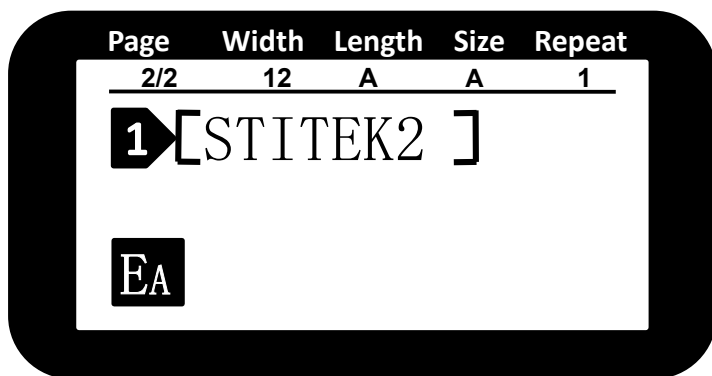 Page Width Length Size Repeat
2/2 12 A A 1
1 [STITEK2 ]
EA